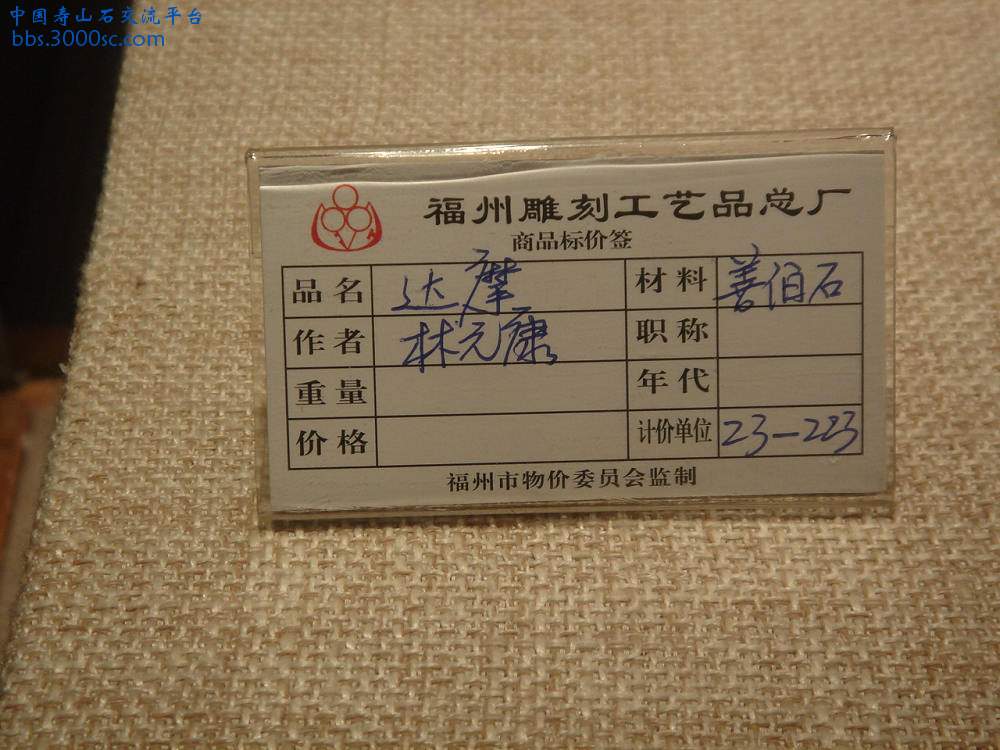 中国寿山石交流平台
bbs.3000sc.com
福州雕刻工艺品总厂
商品标价签
品名 达摩 材料 善伯石
作者 林元康 职称
重量 年代
价格 计价单位 23-223
福州市物价委员会监制